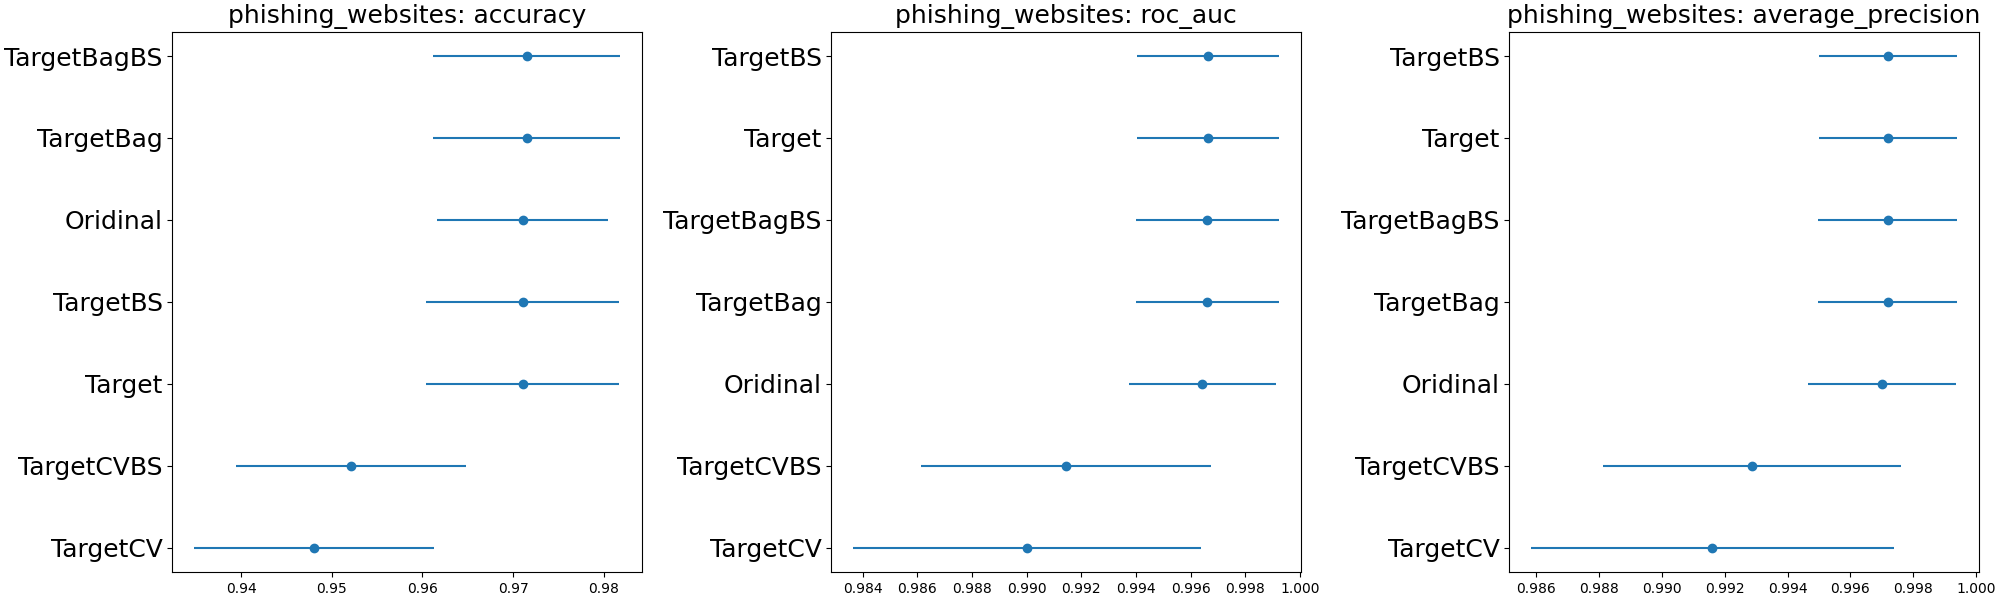 phishing_websites: accuracy
TargetBagBS
TargetBag
Oridinal
TargetBS
Target
TargetCVBS
TargetCV
0.94 0.95 0.96 0.97 0.98
phishing_websites: roc_auc
TargetBS
Target
TargetBagBS
TargetBag
Oridinal
TargetCVBS
TargetCV
0.984 0.986 0.988 0.990 0.992 0.994 0.996 0.998 1.000
phishing_websites: average_precision
TargetBS
Target
TargetBagBS
TargetBag
Oridinal
TargetCVBS
TargetCV
0.986 0.988 0.990 0.992 0.994 0.996 0.998 1.000